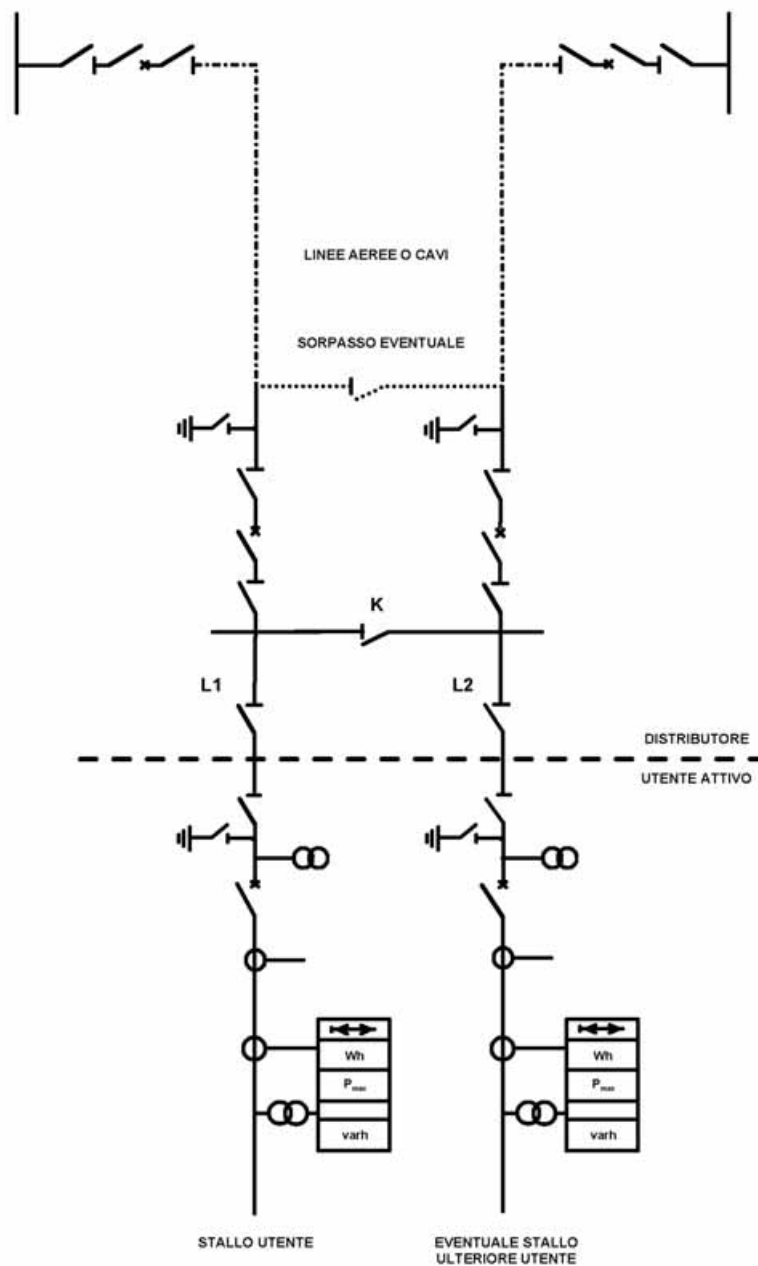 LINEE AEREE O CAVI
SORPASSO EVENTUALE
K
L1
L2
DISTRIBUTORE
UTENTE ATTIVO
Wh
Pmax
varh
Wh
Pmax
varh
STALLO UTENTE
EVENTUALE STALLO
ULTERIORE UTENTE